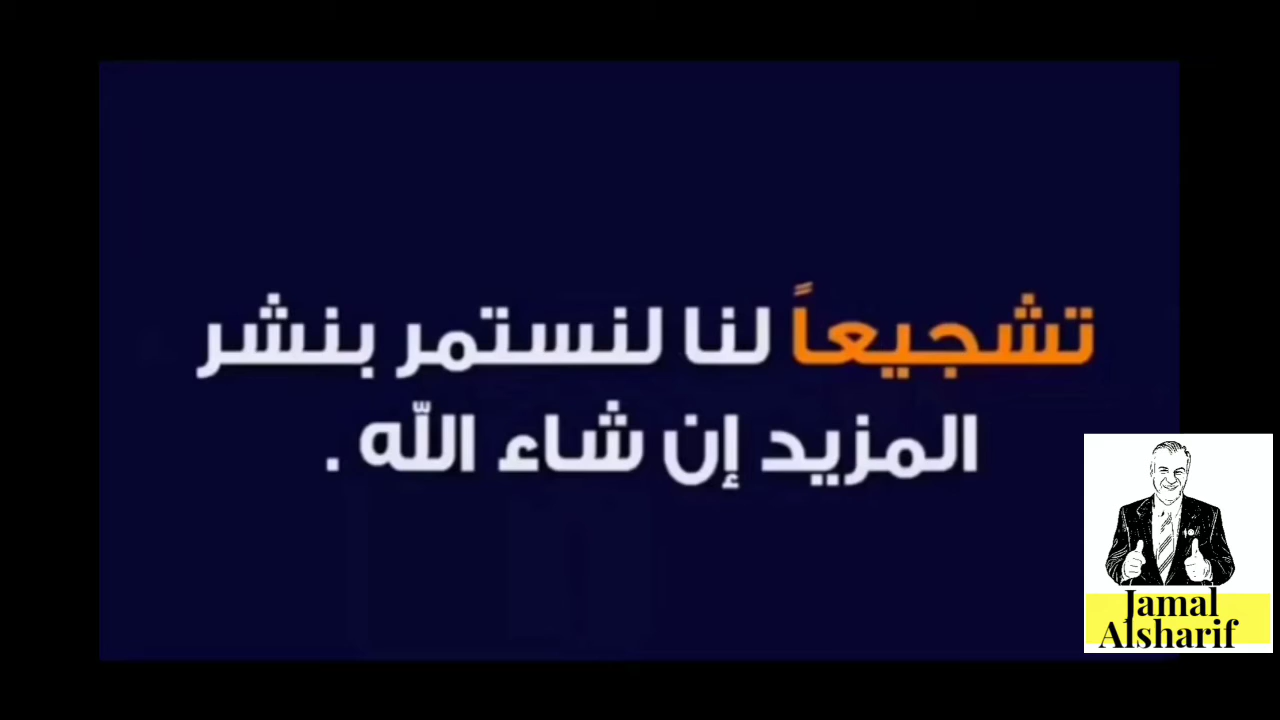 تشجيعاً لنا لنستمر بنشر
المزيد إن شاء الله .
Jamal
Alsharif